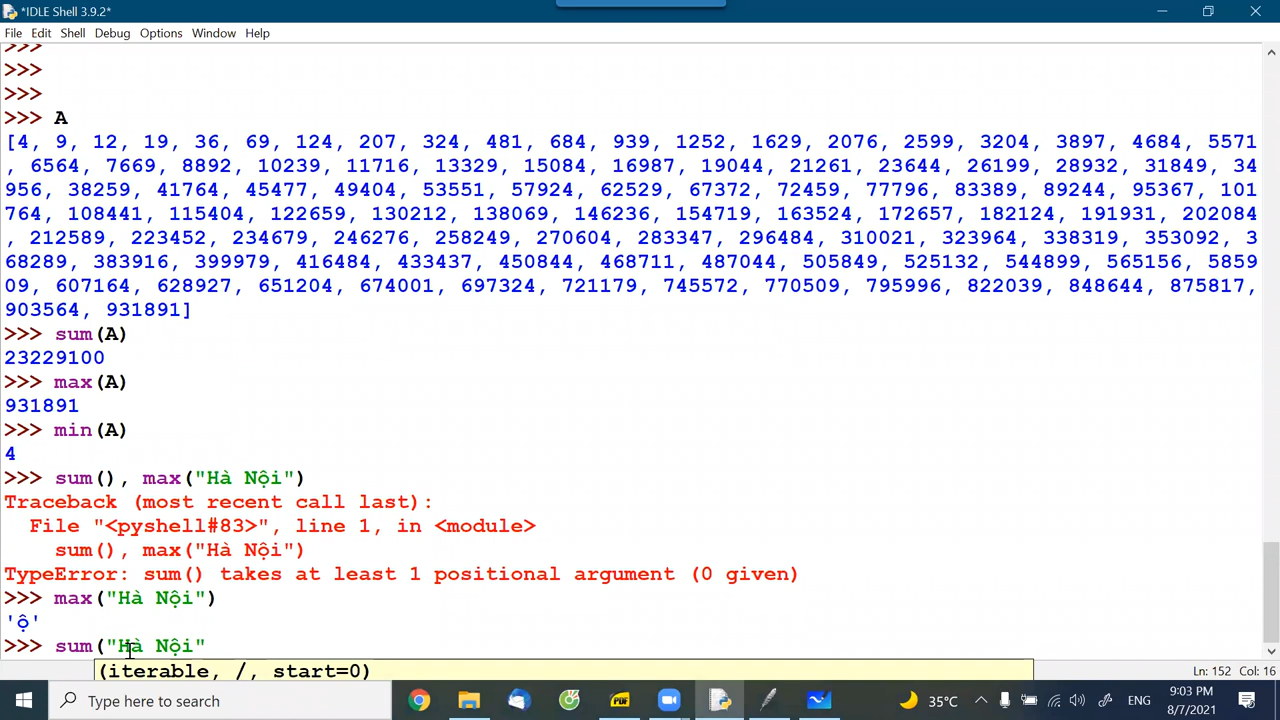 *IDLE Shell 3.9.2*
File Edit Shell Debug Options Window Help
>>>
>>>
>>>
>>> A
[4, 9, 12, 19, 36, 69, 124, 207, 324, 481, 684, 939, 1252, 1629, 2076, 2599, 3204, 3897, 4684, 5571
, 6564, 7669, 8892, 10239, 11716, 13329, 15084, 16987, 19044, 21261, 23644, 26199, 28932, 31849, 34
956, 38259, 41764, 45477, 49404, 53551, 57924, 62529, 67372, 72459, 77796, 83389, 89244, 95367, 101
764, 108441, 115404, 122659, 130212, 138069, 146236, 154719, 163524, 172657, 182124, 191931, 202084
, 212589, 223452, 234679, 246276, 258249, 270604, 283347, 296484, 310021, 323964, 338319, 353092, 3
68289, 383916, 399979, 416484, 433437, 450844, 468711, 487044, 505849, 525132, 544899, 565156, 5859
09, 607164, 628927, 651204, 674001, 697324, 721179, 745572, 770509, 795996, 822039, 848644, 875817,
903564, 931891]
>>> sum(A)
23229100
>>> max(A)
931891
>>> min(A)
4
>>> sum(), max("Hà Nội")
Traceback (most recent call last):
File "<pyshell#83>", line 1, in <module>
sum(), max("Hà Nội")
TypeError: sum() takes at least 1 positional argument (0 given)
>>> max("Hà Nội")
'ộ'
>>> sum("Hà Nội"
(iterable, /, start=0)
Ln: 152 Col: 16
Type here to search
PDF
35°C
ENG
9:03 PM
8/7/2021